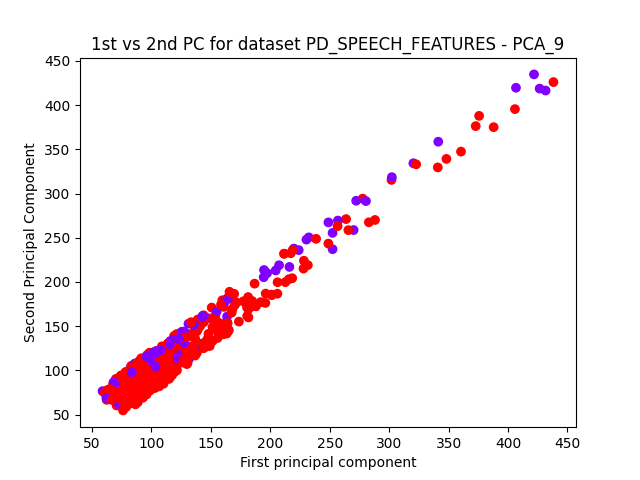 1st vs 2nd PC for dataset PD_SPEECH_FEATURES - PCA_9
450
400
350
300
250
200
150
100
50
Second Principal Component
50 100 150 200 250 300 350 400 450
First principal component